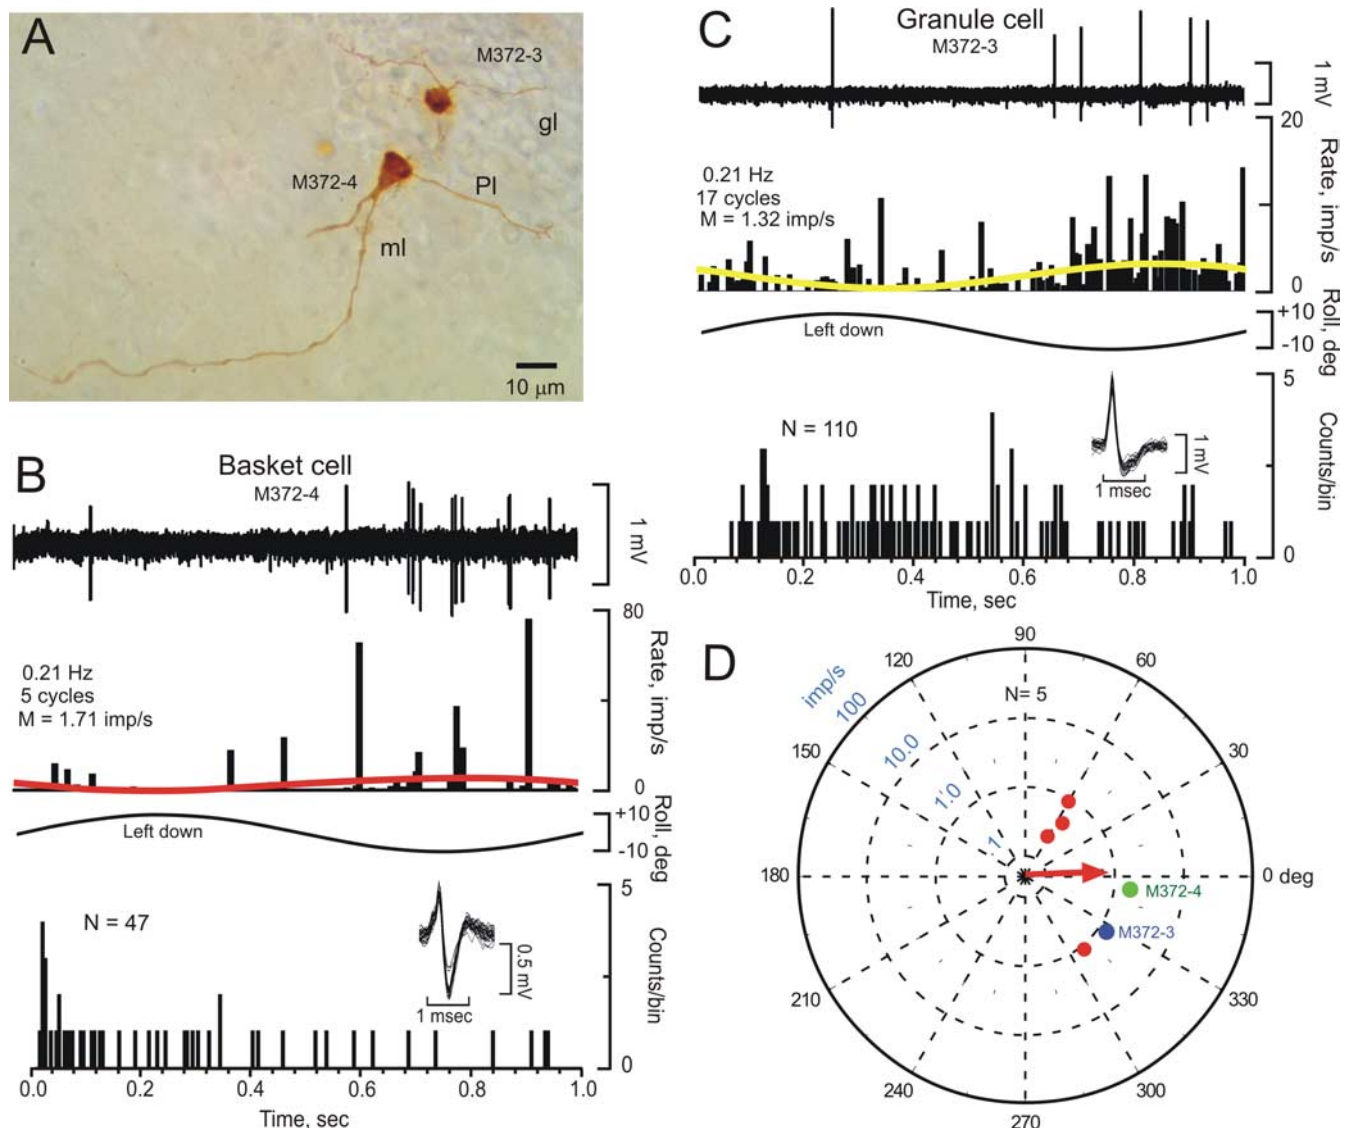 A
M372-3
gl
M372-4
Pl
ml
10 µm
B
Basket cell
M372-4
1 mV
80
0.21 Hz
5 cycles
M = 1.71 imp/s
Rate, imp/s
0
Left down
+10
-10
Roll, deg
N = 47
5
0.5 mV
1 msec
Counts/bin
0
0.0 0.2 0.4 0.6 0.8 1.0
Time, sec
C
Granule cell
M372-3
1 mV
20
0.21 Hz
17 cycles
M = 1.32 imp/s
Rate, imp/s
0
Left down
+10
-10
Roll, deg
5
N = 110
1 mV
1 msec
Counts/bin
0
0.0 0.2 0.4 0.6 0.8 1.0
Time, sec
D
90
120
60
imp/s
N= 5
100
150
10.0
30
1.0
.1
180
0 deg
M372-4
M372-3
210
330
240
300
270